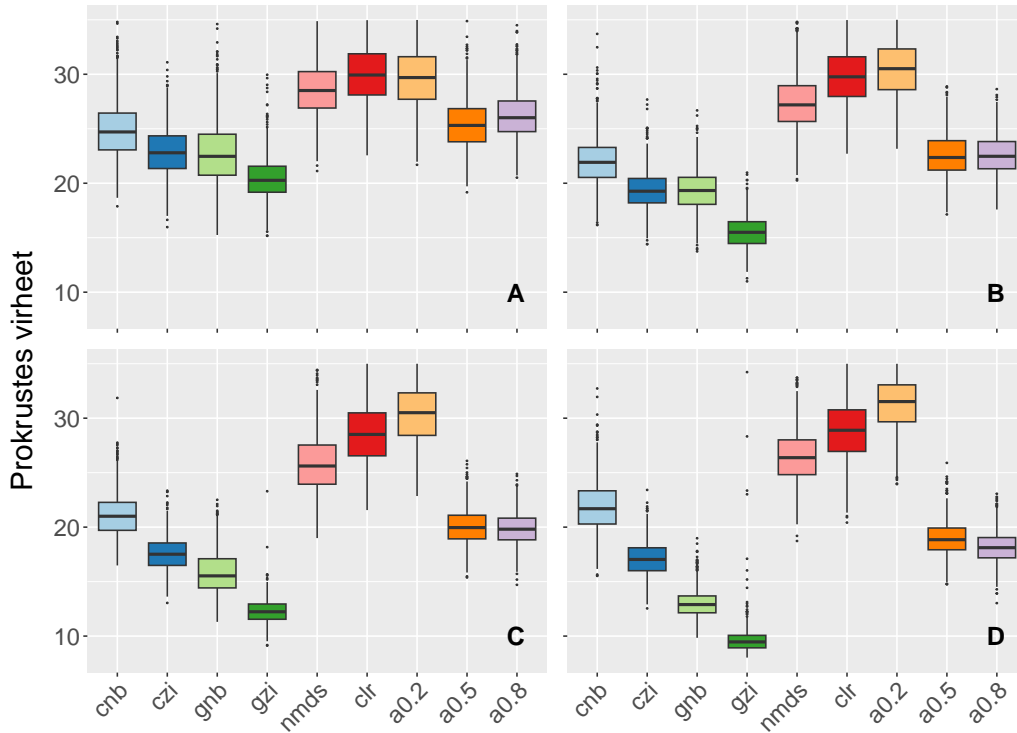 Prokrustes virheet
30
20
10
A
B
30
20
10
C
D
cnb czi gnb gzi nmds clr a0.2 a0.5 a0.8
cnb czi gnb gzi nmds clr a0.2 a0.5 a0.8